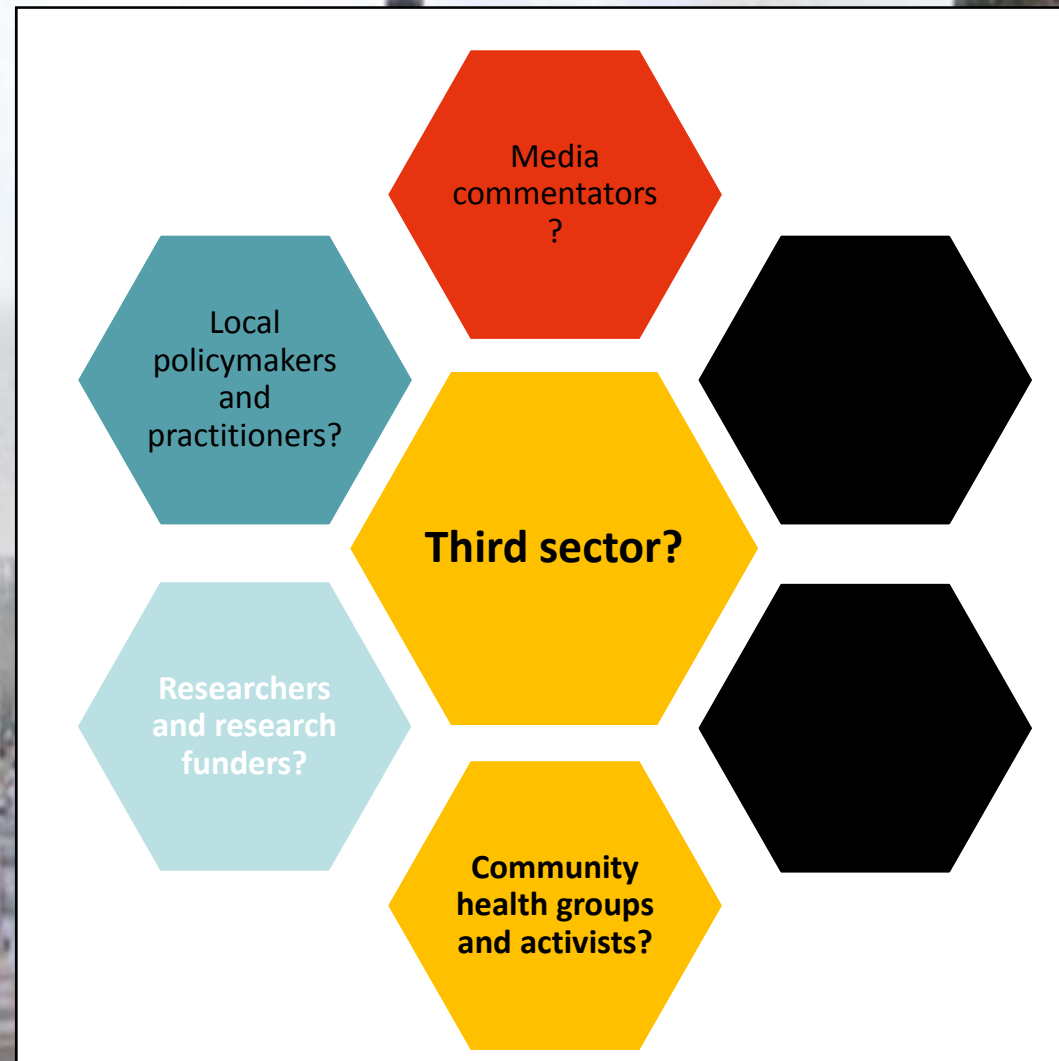 Media
commentators
?
Local
policymakers
and
practitioners?
Third sector?
Researchers
and research
funders?
Community
health groups
and activists?